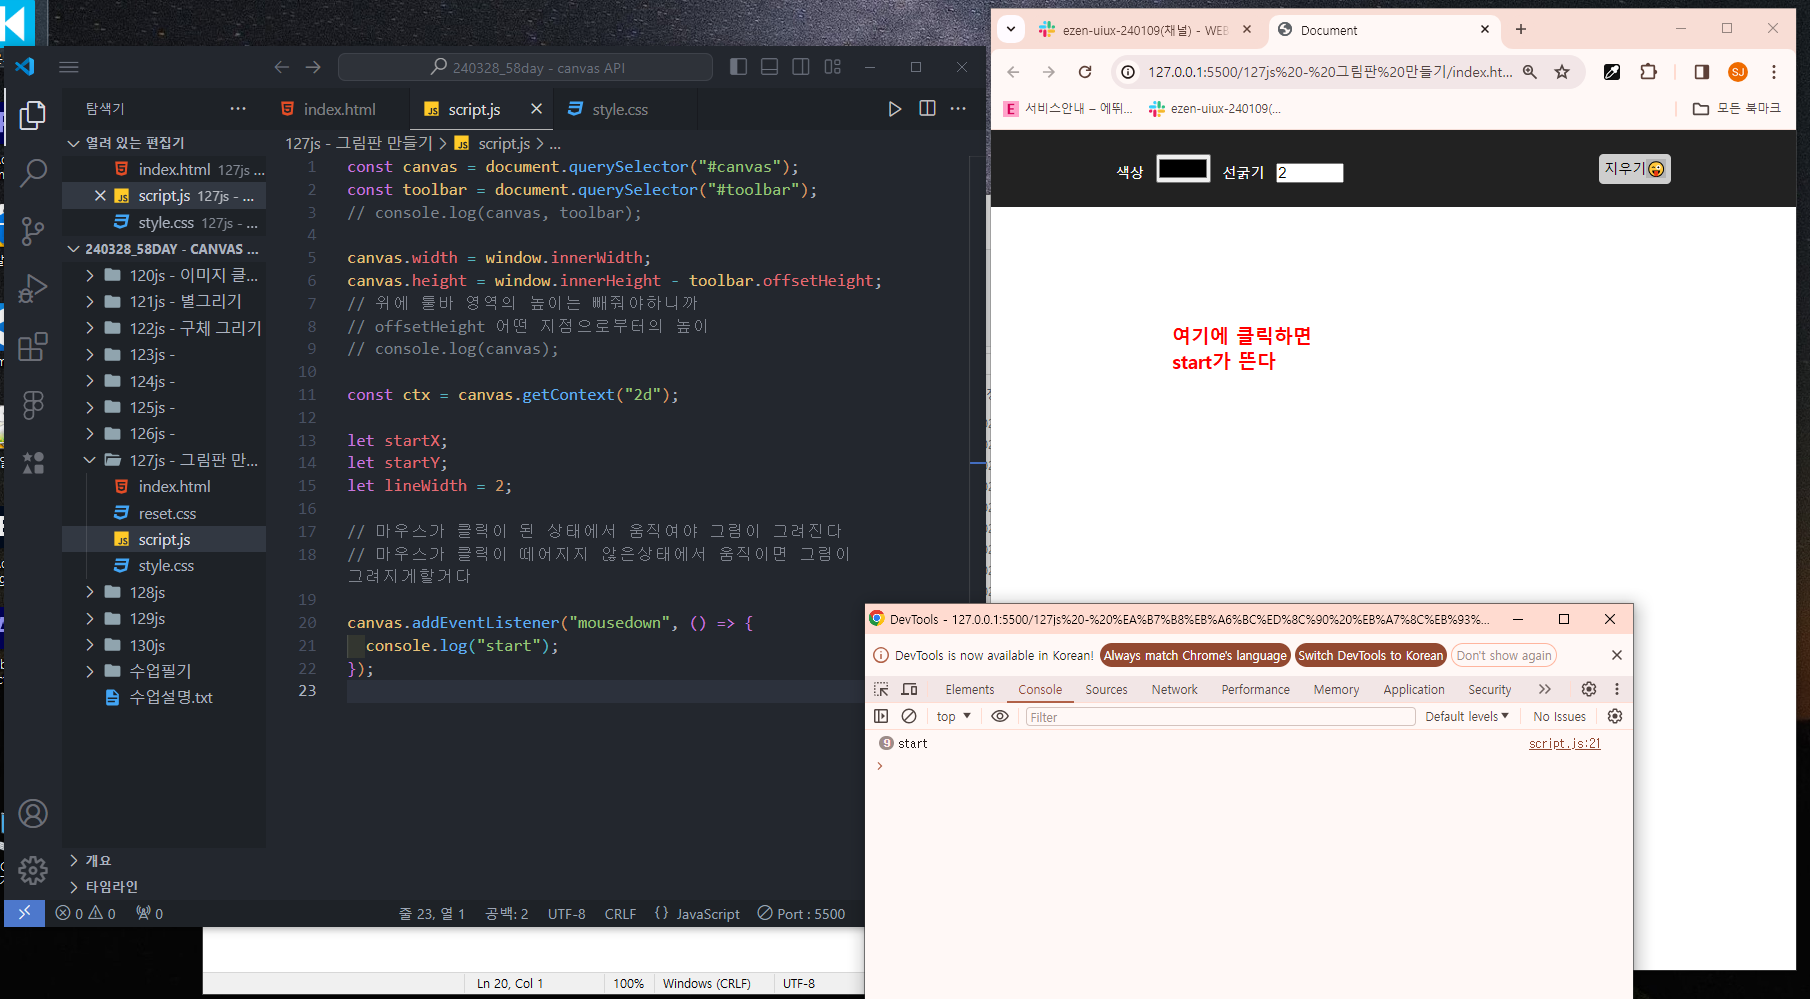 240328_58day - canvas API
탐색기
index.html
script.js
style.css
열려 있는 편집기
index.html 127js ...
script.js 127js - ...
style.css 127js - ...
240328_58DAY - CANVAS ...
120js - 이미지 클...
121js - 별그리기
122js - 구체 그리기
123js -
124js -
125js -
126js -
127js - 그림판 만...
index.html
reset.css
script.js
style.css
128js
129js
130js
수업필기
수업설명.txt
개요
타임라인
127js - 그림판 만들기 > script.js > ...
1 const canvas = document.querySelector("#canvas");
2 const toolbar = document.querySelector("#toolbar");
3 // console.log(canvas, toolbar);
4
5 canvas.width = window.innerWidth;
6 canvas.height = window.innerHeight - toolbar.offsetHeight;
7 // 위에 툴바 영역의 높이는 빼줘야하니까
8 // offsetHeight 어떤 지점으로부터의 높이
9 // console.log(canvas);
10
11 const ctx = canvas.getContext("2d");
12
13 let startX;
14 let startY;
15 let lineWidth = 2;
16
17 // 마우스가 클릭이 된 상태에서 움직여야 그림이 그려진다
18 // 마우스가 클릭이 떼어지지 않은상태에서 움직이면 그림이
그려지게할거다
19
20 canvas.addEventListener("mousedown", () => {
21 console.log("start");
22 });
23
0 0 0
줄 23, 열 1 공백: 2 UTF-8 CRLF {} JavaScript Port : 5500
Ln 20, Col 1 100% Windows (CRLF) UTF-8
ezen-uiux-240109(채널) - WEB
Document
127.0.0.1:5500/127js%20-%20그림판%20만들기/index.ht...
SJ
서비스안내 – 에뛰...
ezen-uiux-240109(...
모든 북마크
색상 선굵기 2 지우기😜
여기에 클릭하면
start가 뜬다
DevTools - 127.0.0.1:5500/127js%20-%20%EA%B7%B8%EB%A6%BC%ED%8C%90%20%EB%A7%8C%EB%93%...
DevTools is now available in Korean! Always match Chrome's language Switch DevTools to Korean Don't show again
Elements Console Sources Network Performance Memory Application Security
top Filter Default levels No Issues
9 start script.js:21